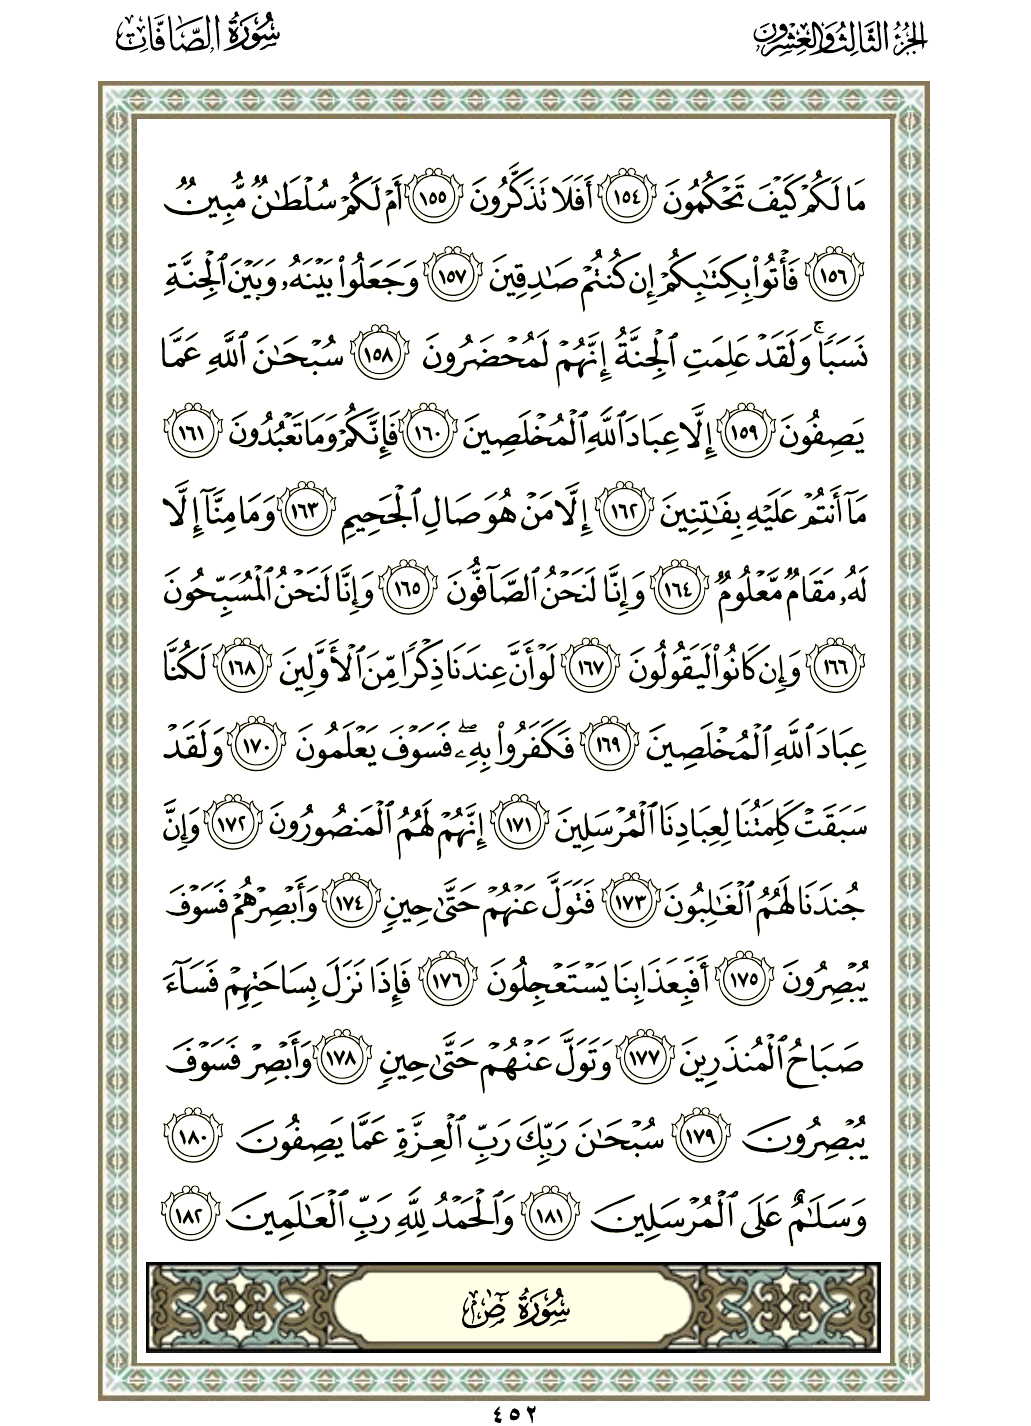 الجزء الثالث والعشرون
سورة الصافات
مَا لَكُمْ كَيْفَ تَحْكُمُونَ ١٥٤ أَفَلَا تَذَكَّرُونَ ١٥٥ أَمْ لَكُمْ سُلْطَٰنٌ مُّبِينٌ
١٥٦ فَأْتُوا۟ بِكِتَٰبِكُمْ إِن كُنتُمْ صَٰدِقِينَ ١٥٧ وَجَعَلُوا۟ بَيْنَهُۥ وَبَيْنَ ٱلْجِنَّةِ
نَسَبًا ۚ وَلَقَدْ عَلِمَتِ ٱلْجِنَّةُ إِنَّهُمْ لَمُحْضَرُونَ ١٥٨ سُبْحَٰنَ ٱللَّهِ عَمَّا
يَصِفُونَ ١٥٩ إِلَّا عِبَادَ ٱللَّهِ ٱلْمُخْلَصِينَ ١٦٠ فَإِنَّكُمْ وَمَا تَعْبُدُونَ ١٦١
مَآ أَنتُمْ عَلَيْهِ بِفَٰتِنِينَ ١٦٢ إِلَّا مَنْ هُوَ صَالِ ٱلْجَحِيمِ ١٦٣ وَمَا مِنَّآ إِلَّا
لَهُۥ مَقَامٌ مَّعْلُومٌ ١٦٤ وَإِنَّا لَنَحْنُ ٱلصَّآفُّونَ ١٦٥ وَإِنَّا لَنَحْنُ ٱلْمُسَبِّحُونَ
١٦٦ وَإِن كَانُوا۟ لَيَقُولُونَ ١٦٧ لَوْ أَنَّ عِندَنَا ذِكْرًا مِّنَ ٱلْأَوَّلِينَ ١٦٨ لَكُنَّا
عِبَادَ ٱللَّهِ ٱلْمُخْلَصِينَ ١٦٩ فَكَفَرُوا۟ بِهِۦ ۖ فَسَوْفَ يَعْلَمُونَ ١٧٠ وَلَقَدْ
سَبَقَتْ كَلِمَتُنَا لِعِبَادِنَا ٱلْمُرْسَلِينَ ١٧١ إِنَّهُمْ لَهُمُ ٱلْمَنصُورُونَ ١٧٢ وَإِنَّ
جُندَنَا لَهُمُ ٱلْغَٰلِبُونَ ١٧٣ فَتَوَلَّ عَنْهُمْ حَتَّىٰ حِينٍ ١٧٤ وَأَبْصِرْهُمْ فَسَوْفَ
يُبْصِرُونَ ١٧٥ أَفَبِعَذَابِنَا يَسْتَعْجِلُونَ ١٧٦ فَإِذَا نَزَلَ بِسَاحَتِهِمْ فَسَآءَ
صَبَاحُ ٱلْمُنذَرِينَ ١٧٧ وَتَوَلَّ عَنْهُمْ حَتَّىٰ حِينٍ ١٧٨ وَأَبْصِرْ فَسَوْفَ
يُبْصِرُونَ ١٧٩ سُبْحَٰنَ رَبِّكَ رَبِّ ٱلْعِزَّةِ عَمَّا يَصِفُونَ ١٨٠
وَسَلَٰمٌ عَلَى ٱلْمُرْسَلِينَ ١٨١ وَٱلْحَمْدُ لِلَّهِ رَبِّ ٱلْعَٰلَمِينَ ١٨٢
سورة ص
٤٥٢